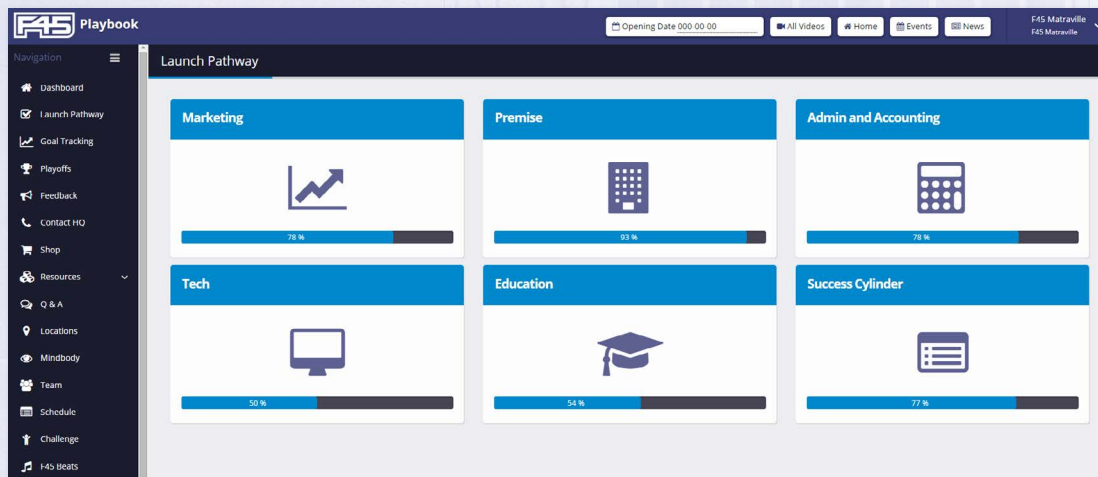 F45 Playbook
Opening Date 000-00-00
All Videos
Home
Events
News
F45 Matraville
F45 Matraville
Navigation
Launch Pathway
Dashboard
Launch Pathway
Goal Tracking
Playoffs
Feedback
Contact HQ
Shop
Resources
Q & A
Locations
Mindbody
Team
Schedule
Challenge
F45 Beats
Marketing
78 %
Premise
93 %
Admin and Accounting
78 %
Tech
50 %
Education
54 %
Success Cylinder
77 %